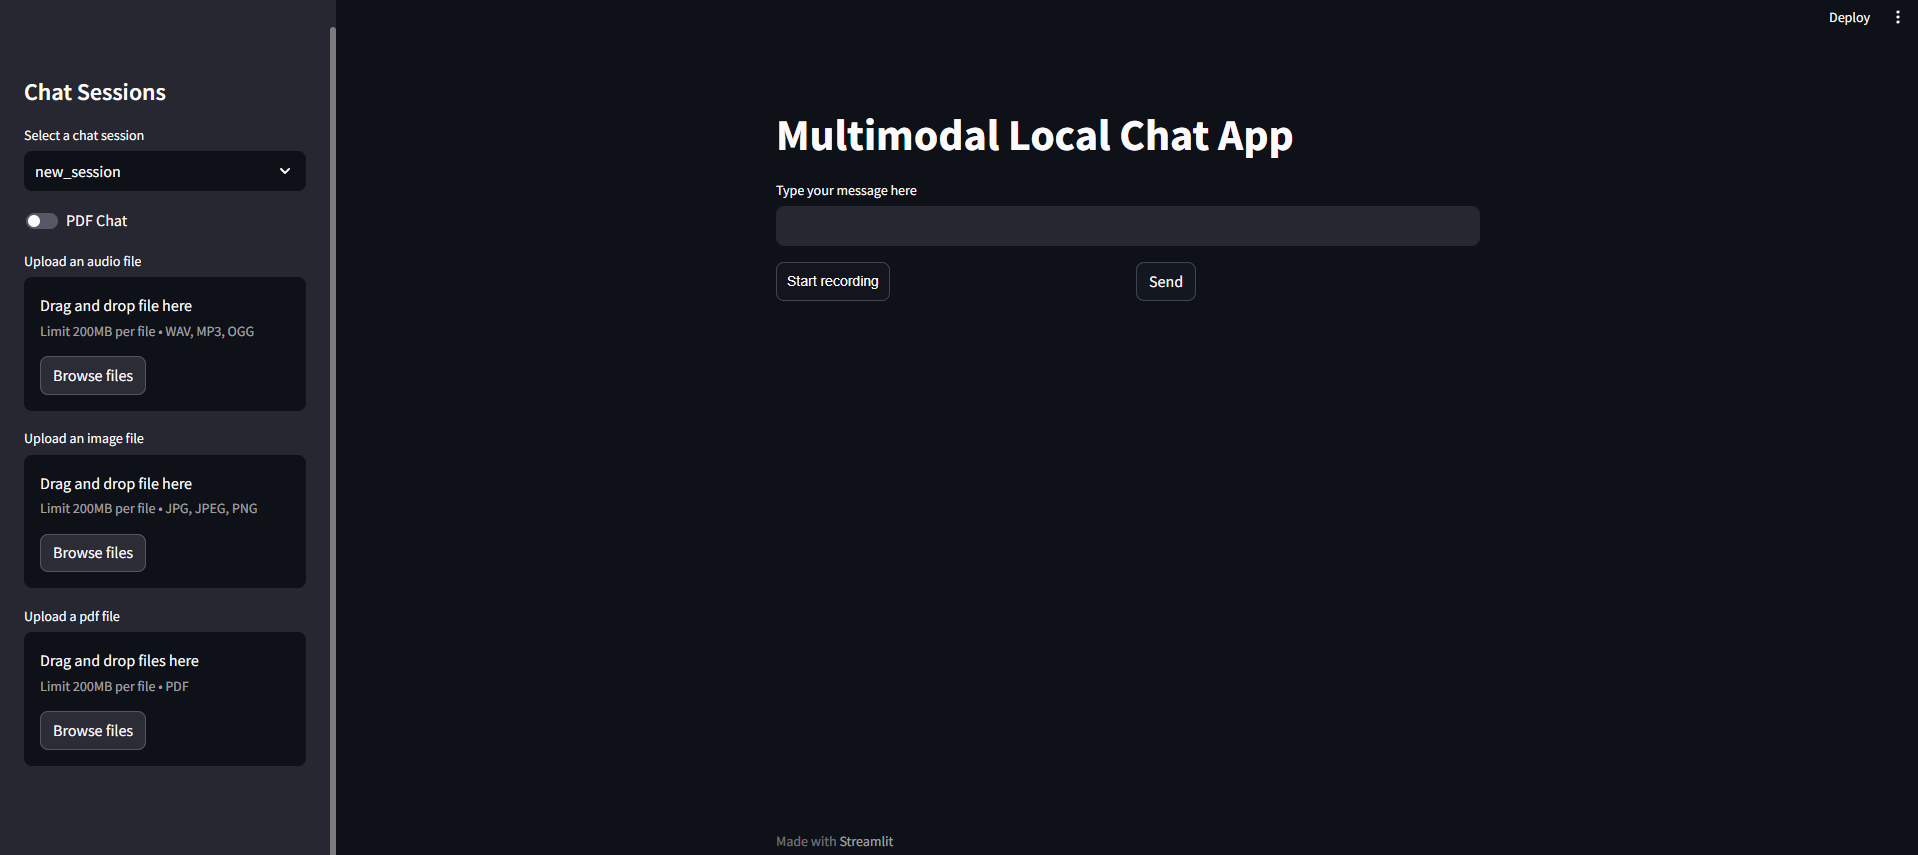 Deploy
Chat Sessions
Select a chat session
new_session
PDF Chat
Upload an audio file
Drag and drop file here
Limit 200MB per file • WAV, MP3, OGG
Browse files
Upload an image file
Drag and drop file here
Limit 200MB per file • JPG, JPEG, PNG
Browse files
Upload a pdf file
Drag and drop files here
Limit 200MB per file • PDF
Browse files
Multimodal Local Chat App
Type your message here
Start recording
Send
Made with Streamlit